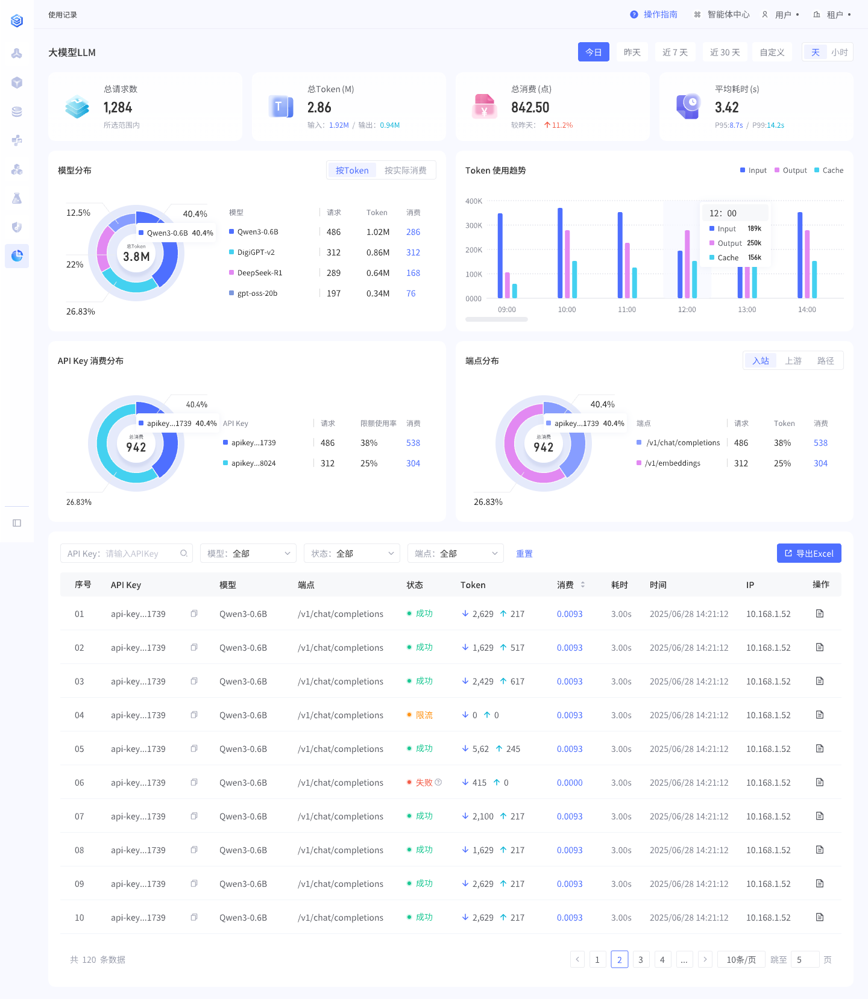 使用记录
操作指南 智能体中心 用户 • 租户 •
大模型LLM
今日 昨天 近 7 天 近 30 天 自定义 天 小时
总请求数
1,284
所选范围内
总Token (M)
2.86
输入：1.92M / 输出：0.94M
总消费 (点)
842.50
较昨天： 11.2%
平均耗时 (s)
3.42
P95:8.7s / P99:14.2s
模型分布
按Token 按实际消费
12.5%
40.4%
Qwen3-0.6B 40.4%
总Token
3.8M
22%
26.83%
模型 请求 Token 消费
Qwen3-0.6B 486 1.02M 286
DigiGPT-v2 312 0.86M 312
DeepSeek-R1 289 0.64M 168
gpt-oss-20b 197 0.34M 76
Token 使用趋势
Input Output Cache
400K
300K
200K
100K
0000
12：00
Input 189k
Output 250k
Cache 156k
09:00 10:00 11:00 12:00 13:00 14:00
API Key 消费分布
40.4%
apikey...1739 40.4%
总消费
942
26.83%
API Key 请求 限额使用率 消费
apikey...1739 486 38% 538
apikey...8024 312 25% 304
端点分布
入站 上游 路径
40.4%
apikey...1739 40.4%
总消费
942
26.83%
端点 请求 Token 消费
/v1/chat/completions 486 38% 538
/v1/embeddings 312 25% 304
API Key：请输入APIKey 模型：全部 状态：全部 端点：全部 重置 导出Excel
序号 API Key 模型 端点 状态 Token 消费 耗时 时间 IP 操作
01 api-key...1739 Qwen3-0.6B /v1/chat/completions 成功 ↓ 2,629 ↑ 217 0.0093 3.00s 2025/06/28 14:21:12 10.168.1.52
02 api-key...1739 Qwen3-0.6B /v1/chat/completions 成功 ↓ 1,629 ↑ 517 0.0093 3.00s 2025/06/28 14:21:12 10.168.1.52
03 api-key...1739 Qwen3-0.6B /v1/chat/completions 成功 ↓ 2,429 ↑ 617 0.0093 3.00s 2025/06/28 14:21:12 10.168.1.52
04 api-key...1739 Qwen3-0.6B /v1/chat/completions 限流 ↓ 0 ↑ 0 0.0093 3.00s 2025/06/28 14:21:12 10.168.1.52
05 api-key...1739 Qwen3-0.6B /v1/chat/completions 成功 ↓ 5,62 ↑ 245 0.0093 3.00s 2025/06/28 14:21:12 10.168.1.52
06 api-key...1739 Qwen3-0.6B /v1/chat/completions 失败 ↓ 415 ↑ 0 0.0000 3.00s 2025/06/28 14:21:12 10.168.1.52
07 api-key...1739 Qwen3-0.6B /v1/chat/completions 成功 ↓ 2,100 ↑ 217 0.0093 3.00s 2025/06/28 14:21:12 10.168.1.52
08 api-key...1739 Qwen3-0.6B /v1/chat/completions 成功 ↓ 1,629 ↑ 217 0.0093 3.00s 2025/06/28 14:21:12 10.168.1.52
09 api-key...1739 Qwen3-0.6B /v1/chat/completions 成功 ↓ 2,629 ↑ 217 0.0093 3.00s 2025/06/28 14:21:12 10.168.1.52
10 api-key...1739 Qwen3-0.6B /v1/chat/completions 成功 ↓ 2,629 ↑ 217 0.0093 3.00s 2025/06/28 14:21:12 10.168.1.52
共 120 条数据 1 2 3 4 ... 10条/页 跳至 5 页